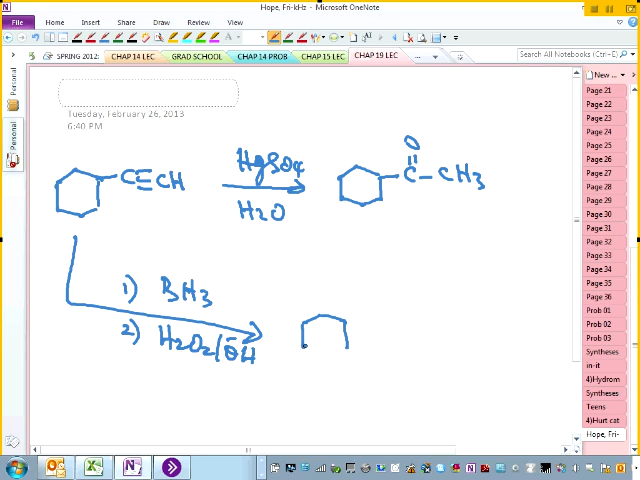 Hope, Fri-kHz - Microsoft OneNote
File Home Insert Share Draw Review View
SPRING 2012: CHAP 14 LEC GRAD SCHOOL CHAP 14 PROB CHAP 15 LEC CHAP 19 LEC ...
Search All Notebooks (Ctrl+E)
New
Personal
Personal
Tuesday, February 26, 2013
6:40 PM
HgSO4
H2O
C≡CH
O
C-CH3
1) BH3
2) H2O2/ŌH
Page 21
Page 22
Page 23
Page 24
Page 25
Page 26
Page 27
Page 28
Page 29
Page 30
Page 31
Page 32
Page 33
Page 34
Page 35
Page 36
Prob 01
Prob 02
Prob 03
Syntheses
in-it
4)Hydrom
Syntheses
Teens
4)Hurt cat
Hope, Fri-